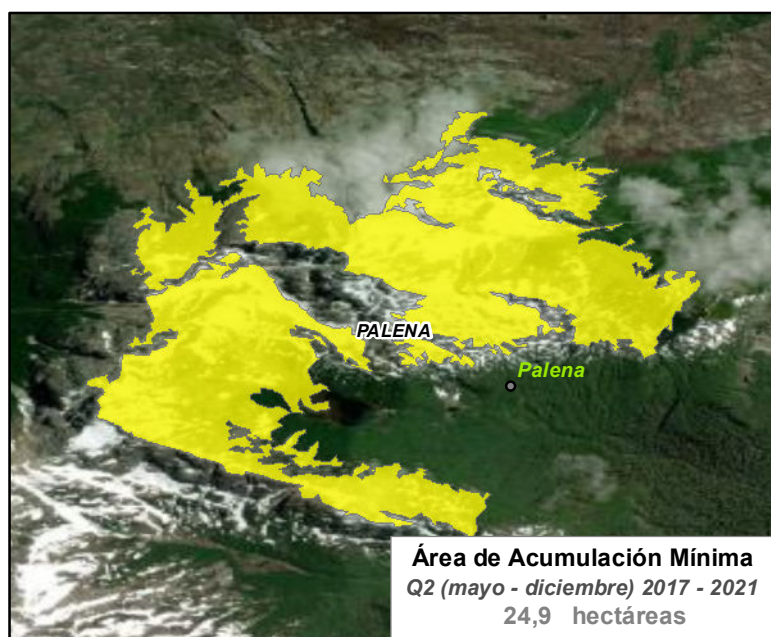 PALENA
Palena
Área de Acumulación Mínima
Q2 (mayo - diciembre) 2017 - 2021
24,9 hectáreas